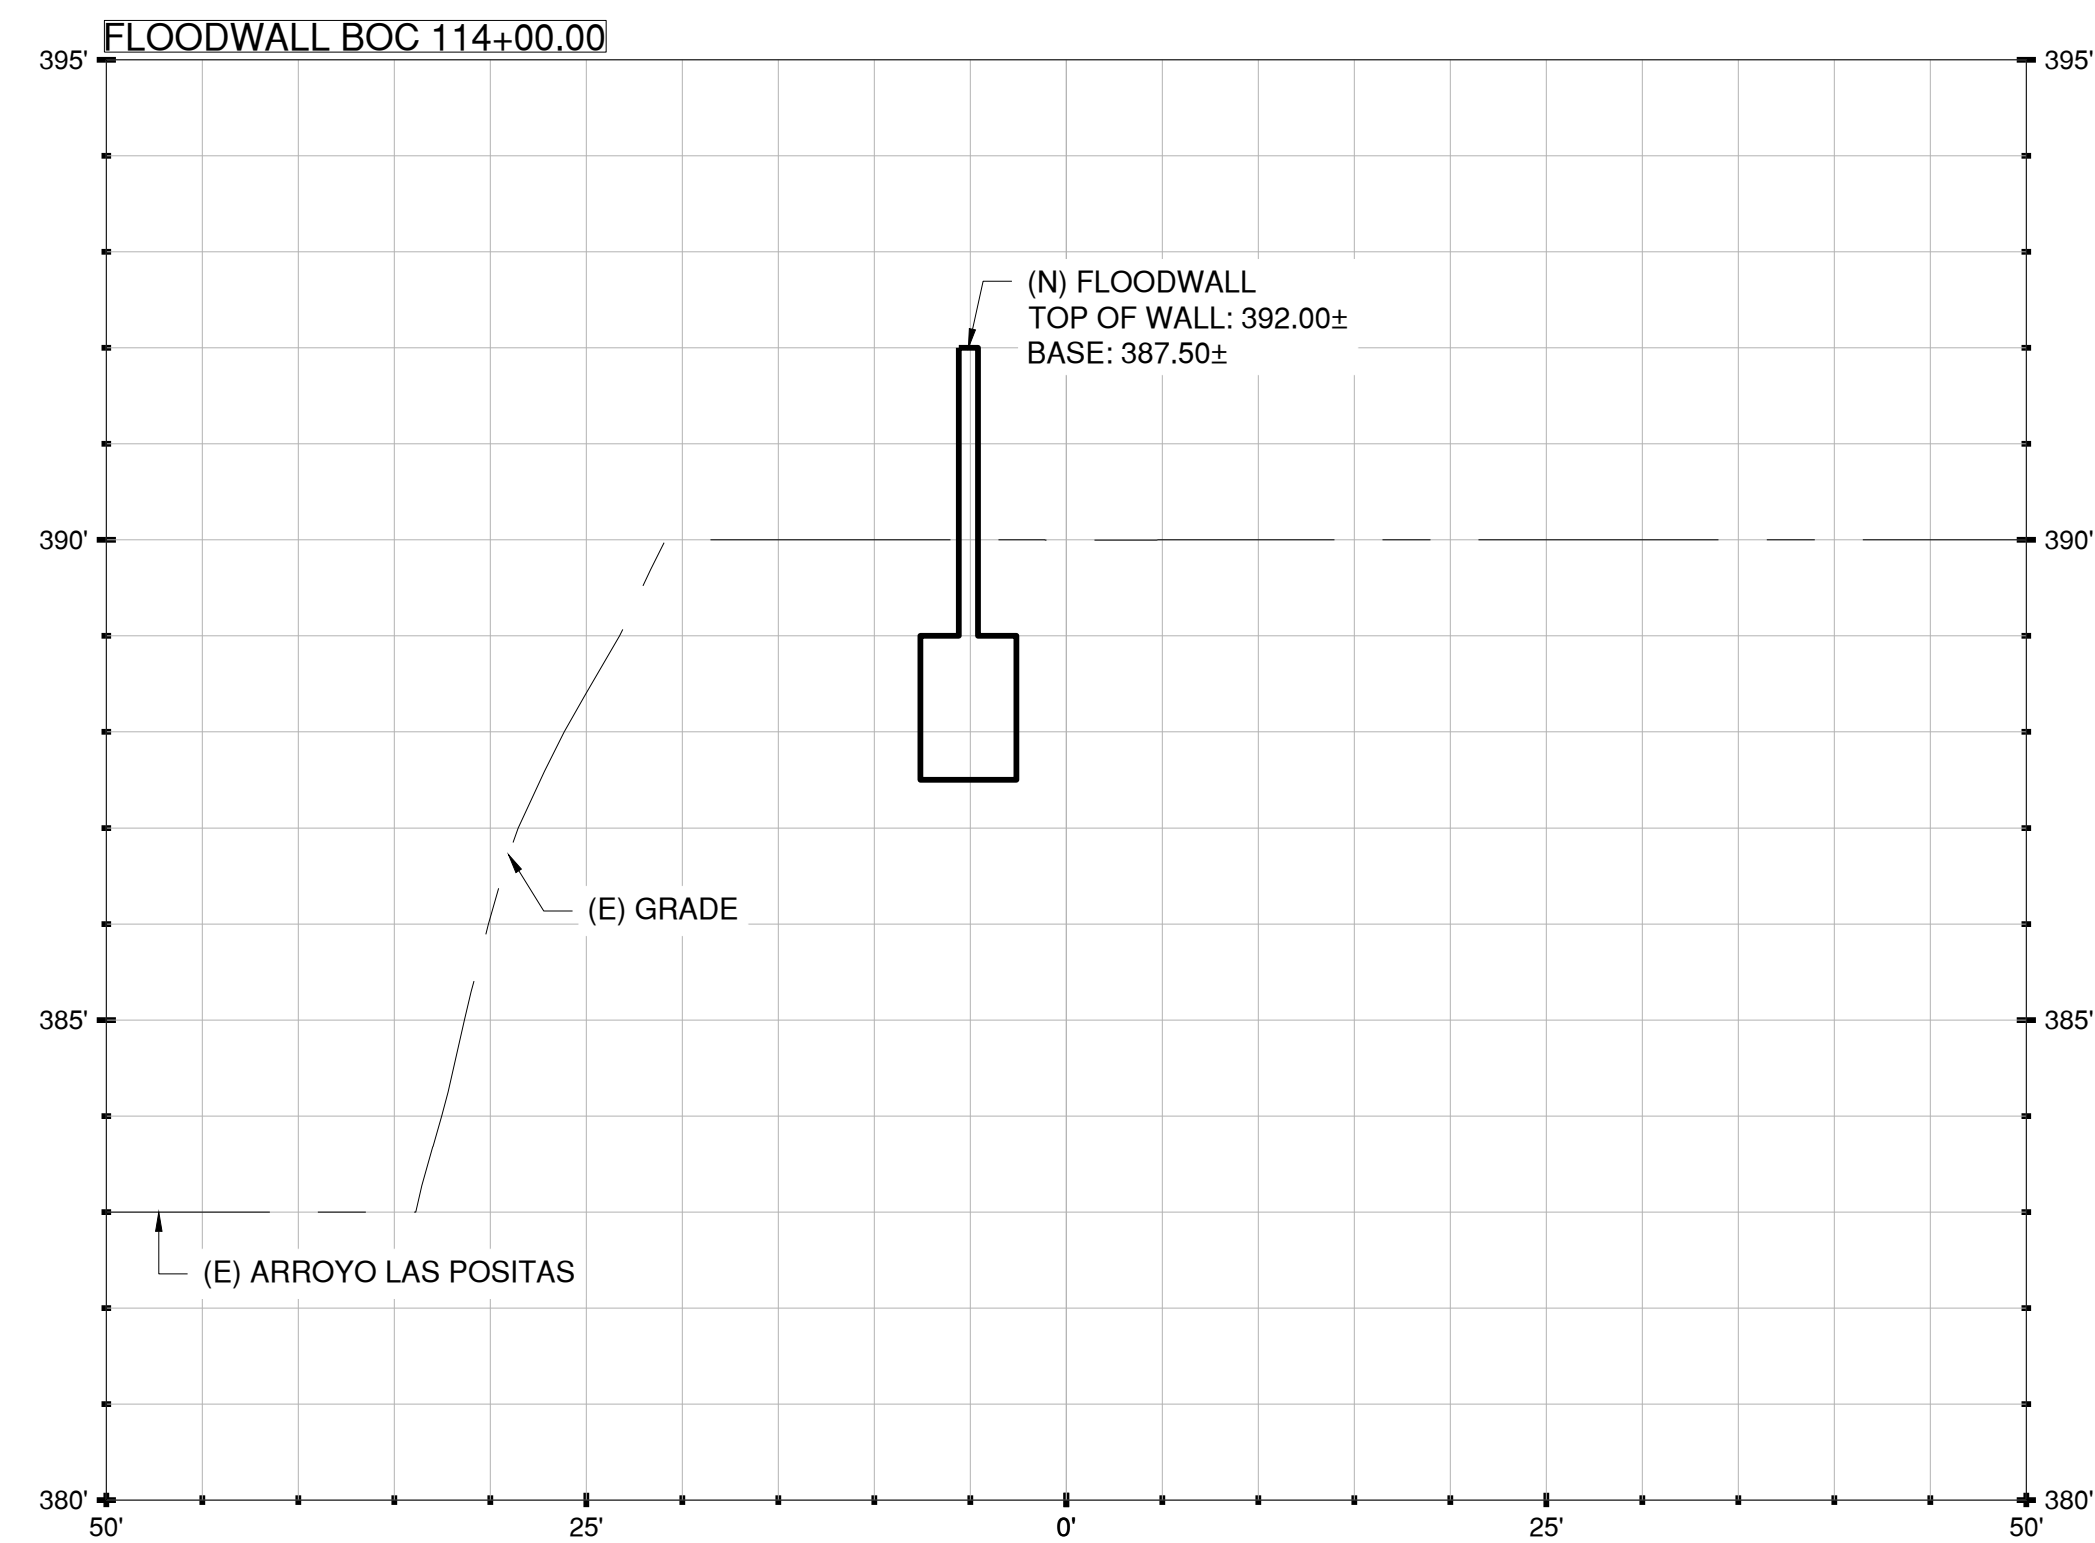 FLOODWALL BOC 114+00.00
395' 395'
(N) FLOODWALL
TOP OF WALL: 392.00±
BASE: 387.50±
390' 390'
(E) GRADE
385' 385'
(E) ARROYO LAS POSITAS
380' 380'
50' 25' 0' 25' 50'